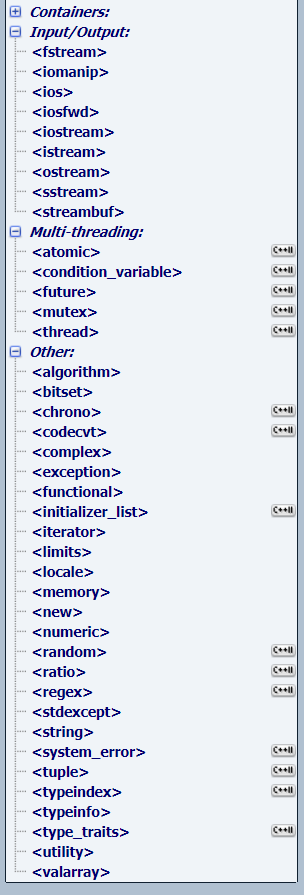 Containers:
Input/Output:
<fstream>
<iomanip>
<ios>
<iosfwd>
<iostream>
<istream>
<ostream>
<sstream>
<streambuf>
Multi-threading:
<atomic> C++11
<condition_variable> C++11
<future> C++11
<mutex> C++11
<thread> C++11
Other:
<algorithm>
<bitset>
<chrono> C++11
<codecvt> C++11
<complex>
<exception>
<functional>
<initializer_list> C++11
<iterator>
<limits>
<locale>
<memory>
<new>
<numeric>
<random> C++11
<ratio> C++11
<regex> C++11
<stdexcept>
<string>
<system_error> C++11
<tuple> C++11
<typeindex> C++11
<typeinfo>
<type_traits> C++11
<utility>
<valarray>